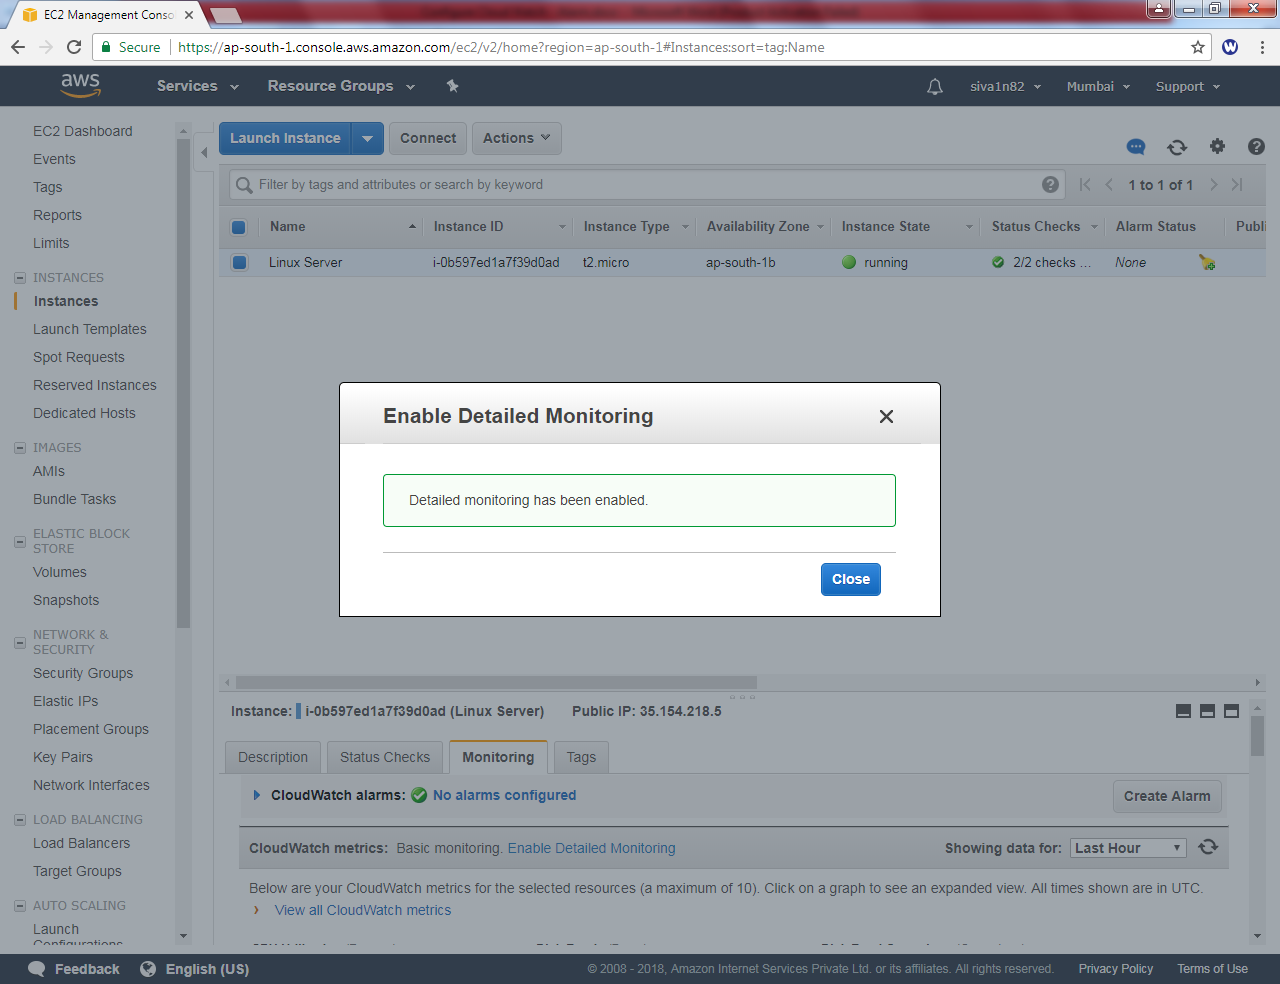 EC2 Management Conso
Secure
https://ap-south-1.console.aws.amazon.com/ec2/v2/home?region=ap-south-1#Instances:sort=tag:Name
aws
Services
Resource Groups
siva1n82
Mumbai
Support
EC2 Dashboard
Events
Tags
Reports
Limits
INSTANCES
Instances
Launch Templates
Spot Requests
Reserved Instances
Dedicated Hosts
IMAGES
AMIs
Bundle Tasks
ELASTIC BLOCK
STORE
Volumes
Snapshots
NETWORK &
SECURITY
Security Groups
Elastic IPs
Placement Groups
Key Pairs
Network Interfaces
LOAD BALANCING
Load Balancers
Target Groups
AUTO SCALING
Launch
Configurations
Launch Instance
Connect
Actions
Filter by tags and attributes or search by keyword
1 to 1 of 1
Name Instance ID Instance Type Availability Zone Instance State Status Checks Alarm Status Publi
Linux Server i-0b597ed1a7f39d0ad t2.micro ap-south-1b running 2/2 checks ... None
Enable Detailed Monitoring
Detailed monitoring has been enabled.
Close
Instance: i-0b597ed1a7f39d0ad (Linux Server) Public IP: 35.154.218.5
Description
Status Checks
Monitoring
Tags
CloudWatch alarms: No alarms configured
Create Alarm
CloudWatch metrics: Basic monitoring. Enable Detailed Monitoring
Showing data for: Last Hour
Below are your CloudWatch metrics for the selected resources (a maximum of 10). Click on a graph to see an expanded view. All times shown are in UTC.
View all CloudWatch metrics
Feedback
English (US)
© 2008 - 2018, Amazon Internet Services Private Ltd. or its affiliates. All rights reserved.
Privacy Policy
Terms of Use